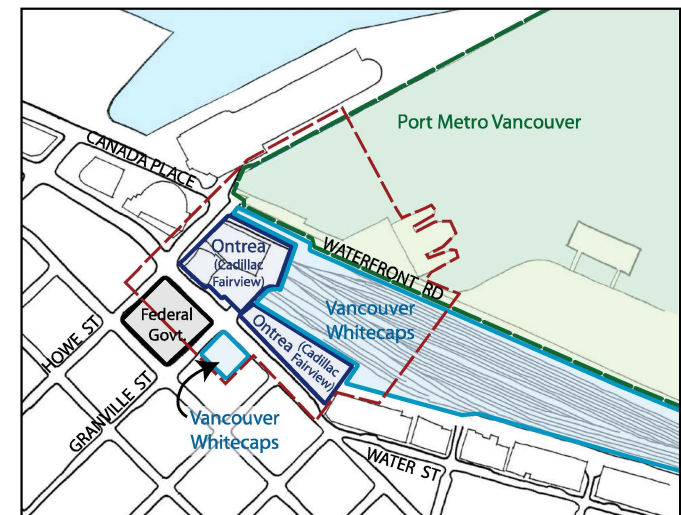 Port Metro Vancouver
CANADA PLACE
Ontrea
(Cadillac
Fairview)
WATERFRONT RD
Vancouver
Whitecaps
Federal
Govt.
Ontrea (Cadillac
Fairview)
HOWE ST
GRANVILLE ST
Vancouver
Whitecaps
WATER ST